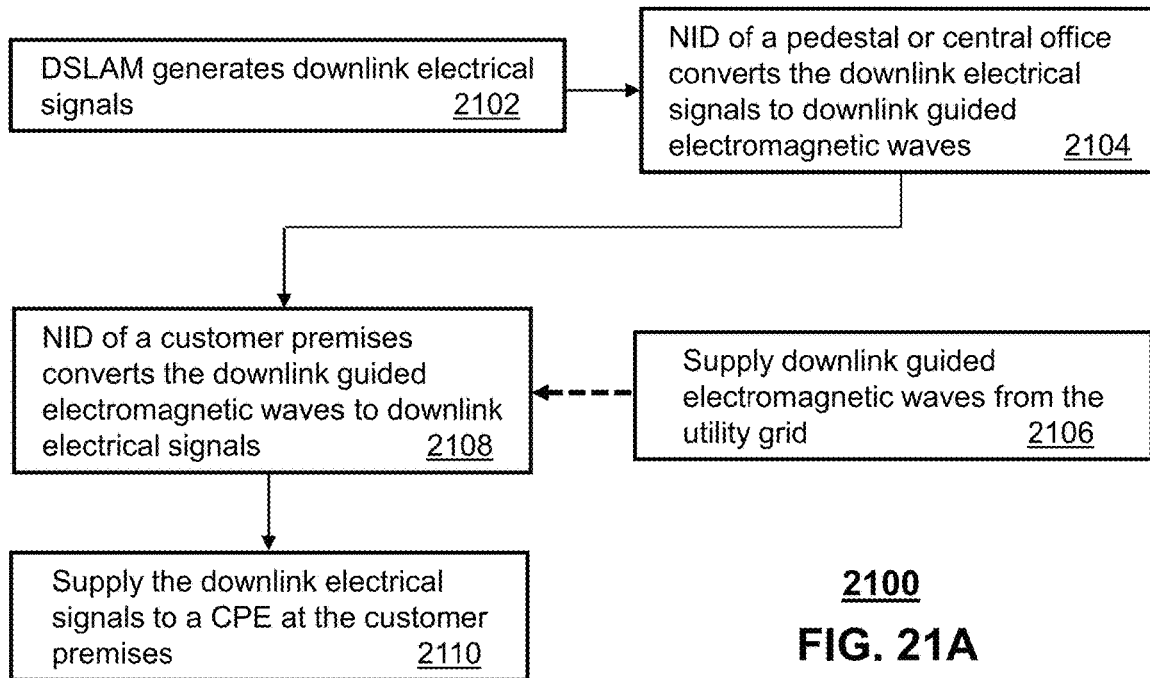 DSLAM generates downlink electrical
signals 2102
NID of a pedestal or central office
converts the downlink electrical
signals to downlink guided
electromagnetic waves 2104
NID of a customer premises
converts the downlink guided
electromagnetic waves to downlink
electrical signals 2108
Supply downlink guided
electromagnetic waves from the
utility grid 2106
Supply the downlink electrical
signals to a CPE at the customer
premises 2110
2100
FIG. 21A